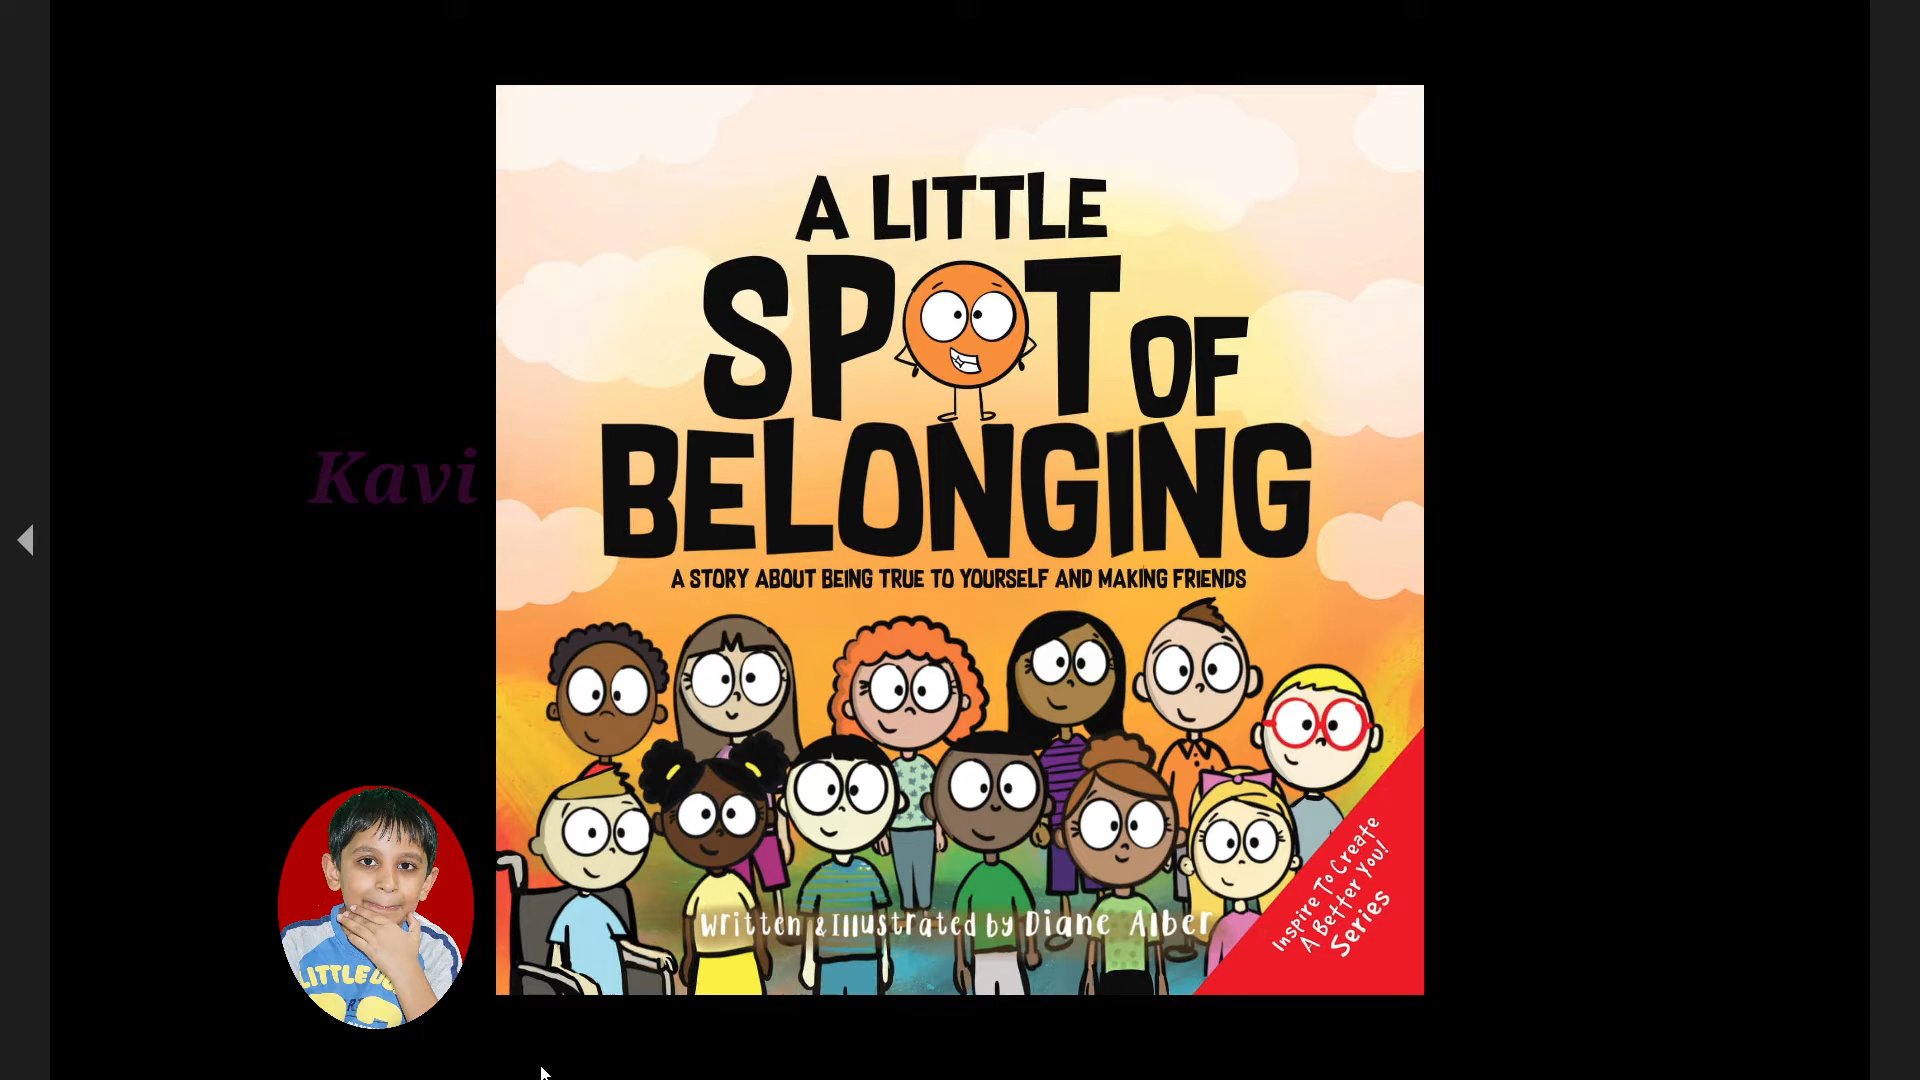 A LITTLE
SPOT OF
BELONGING
A STORY ABOUT BEING TRUE TO YOURSELF AND MAKING FRIENDS
Kavi
Written & Illustrated by Diane Alber
Inspire To Create
A Better You!
Series